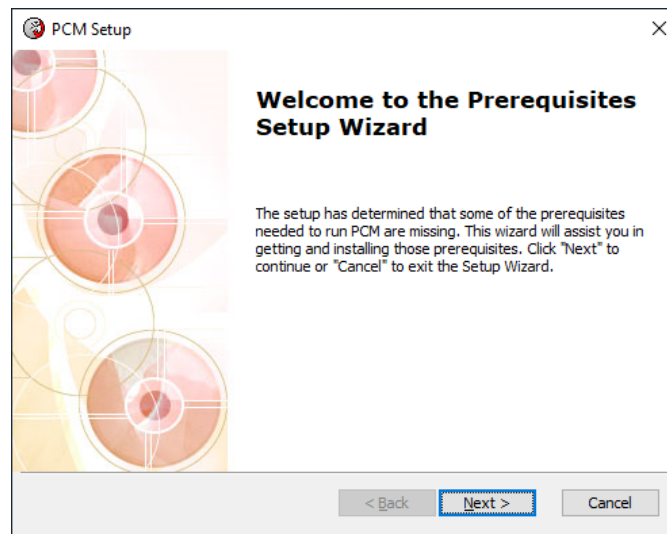 PCM Setup
Welcome to the Prerequisites
Setup Wizard
The setup has determined that some of the prerequisites
needed to run PCM are missing. This wizard will assist you in
getting and installing those prerequisites. Click "Next" to
continue or "Cancel" to exit the Setup Wizard.
< Back
Next >
Cancel